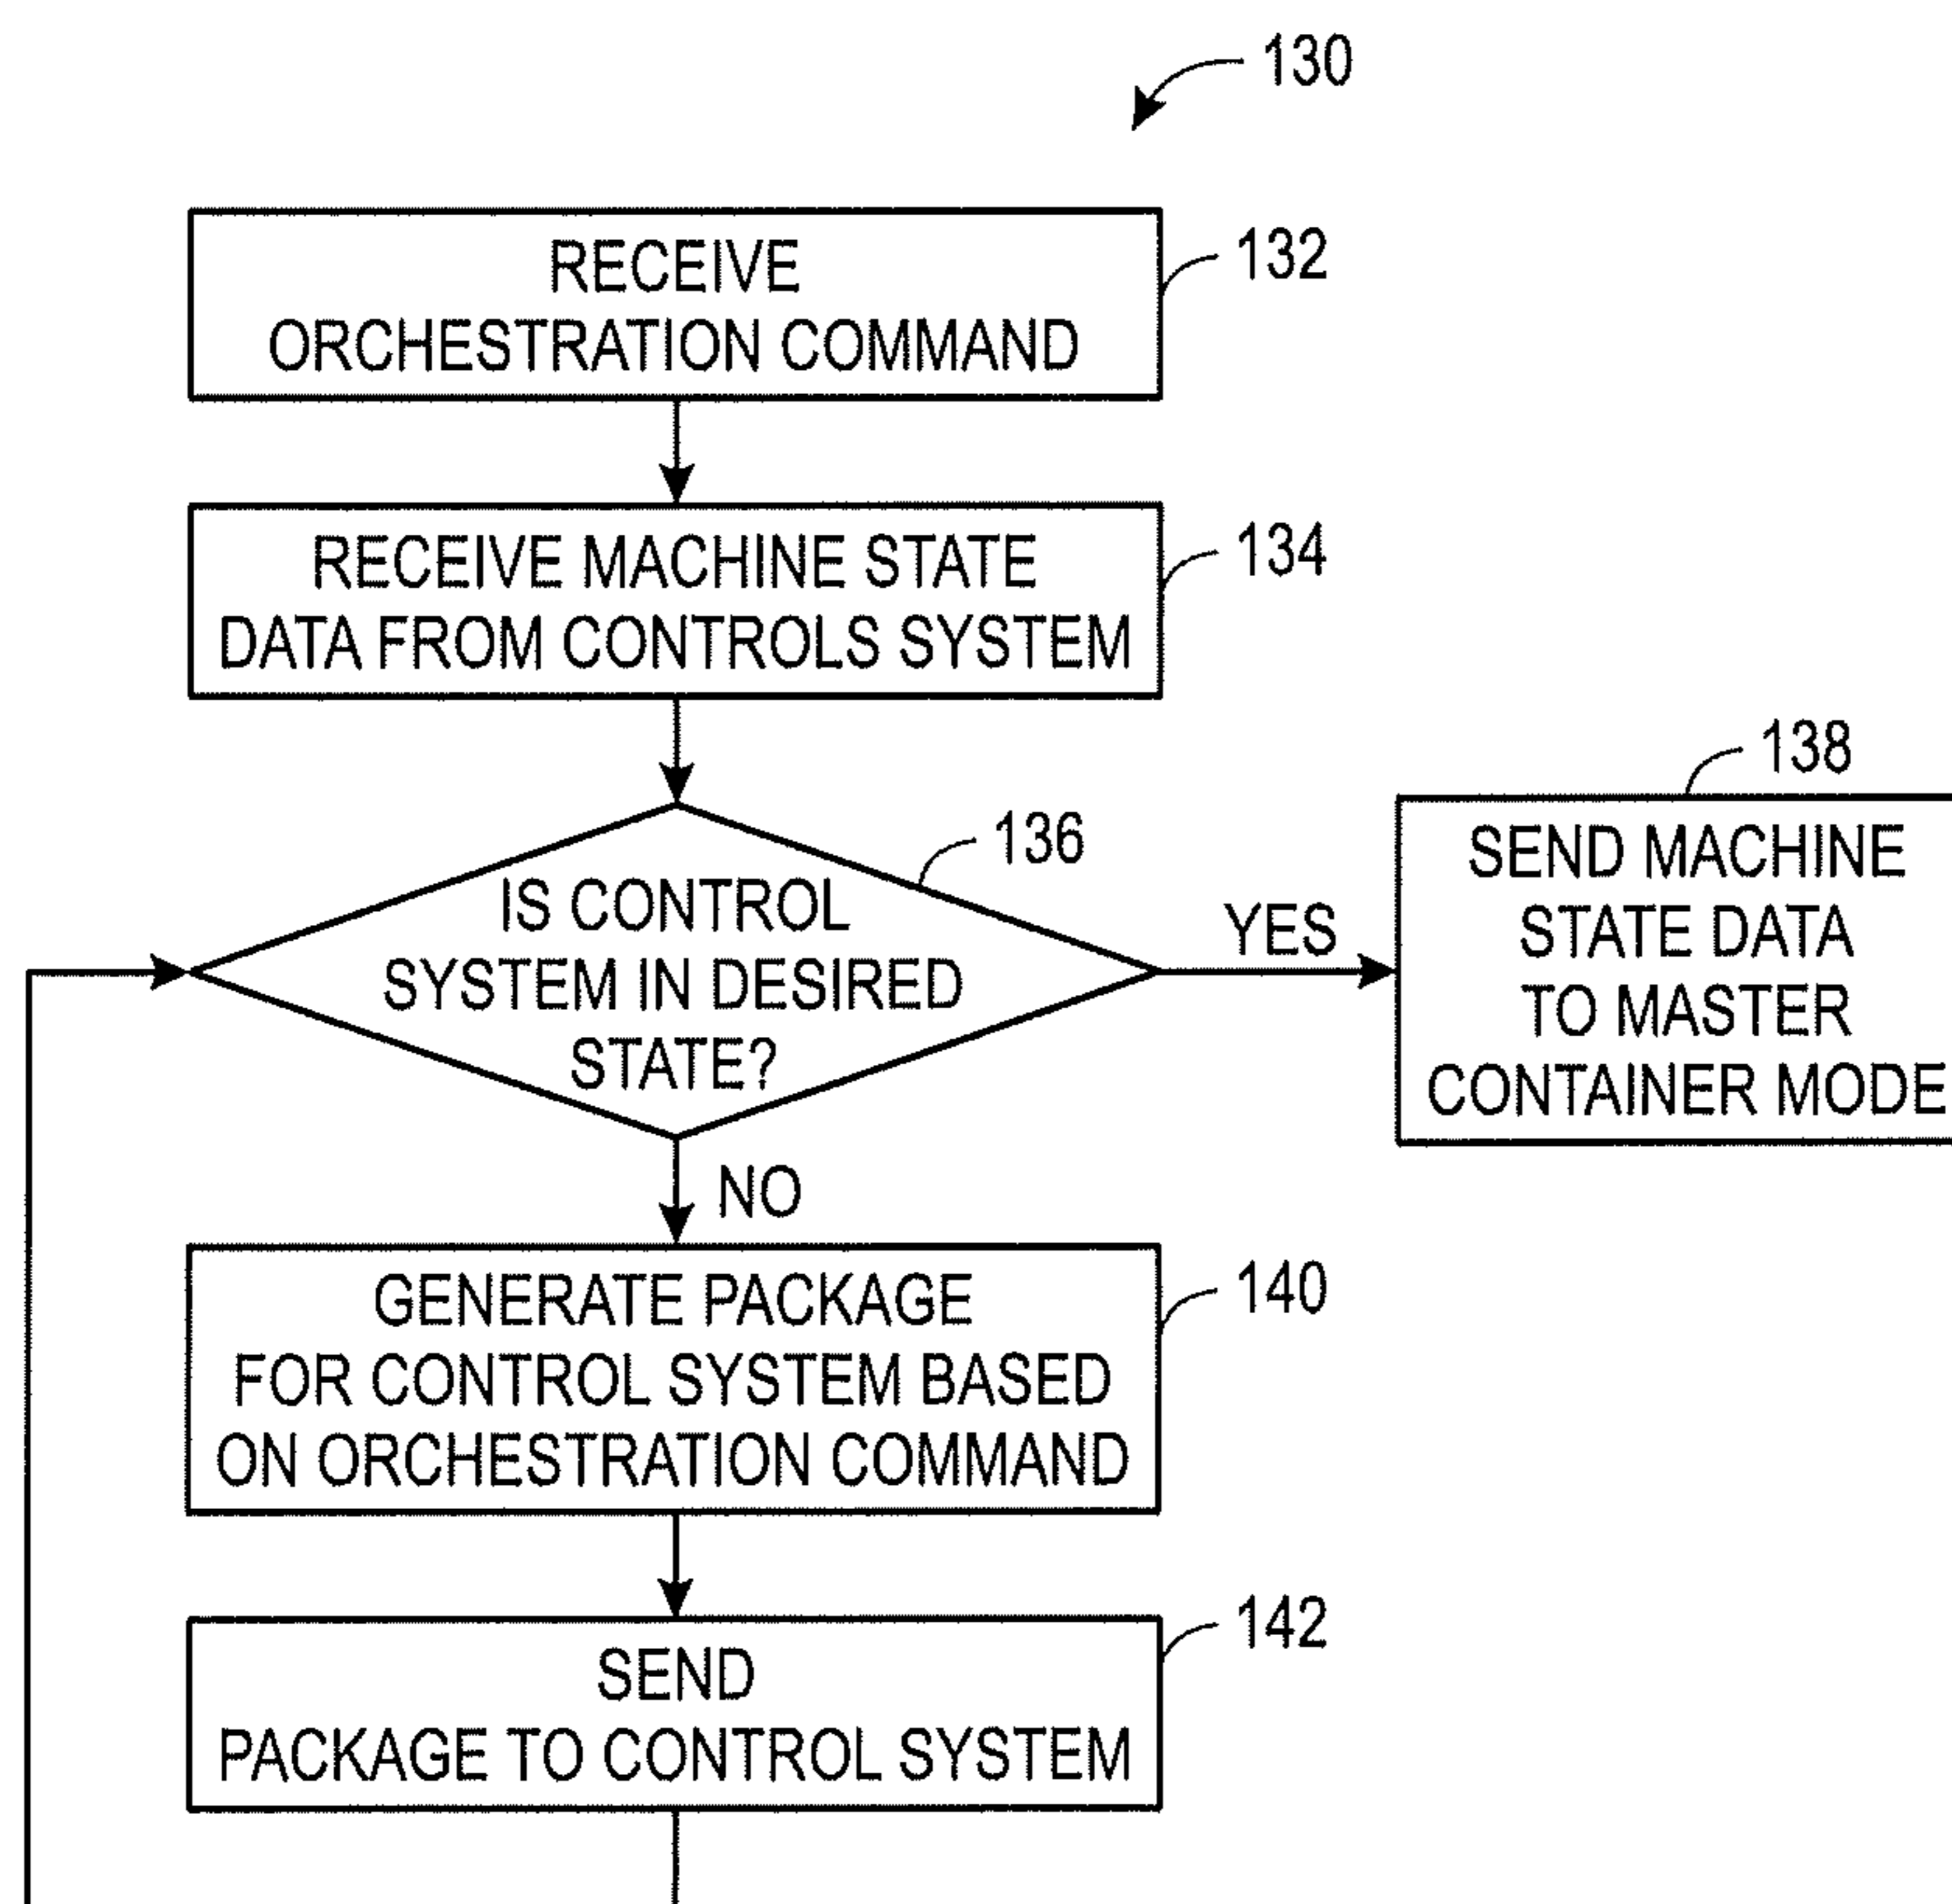 130
RECEIVE
ORCHESTRATION COMMAND
132
RECEIVE MACHINE STATE
DATA FROM CONTROLS SYSTEM
134
136
IS CONTROL
SYSTEM IN DESIRED
STATE?
YES
138
SEND MACHINE
STATE DATA
TO MASTER
CONTAINER MODE
NO
GENERATE PACKAGE
FOR CONTROL SYSTEM BASED
ON ORCHESTRATION COMMAND
140
SEND
PACKAGE TO CONTROL SYSTEM
142